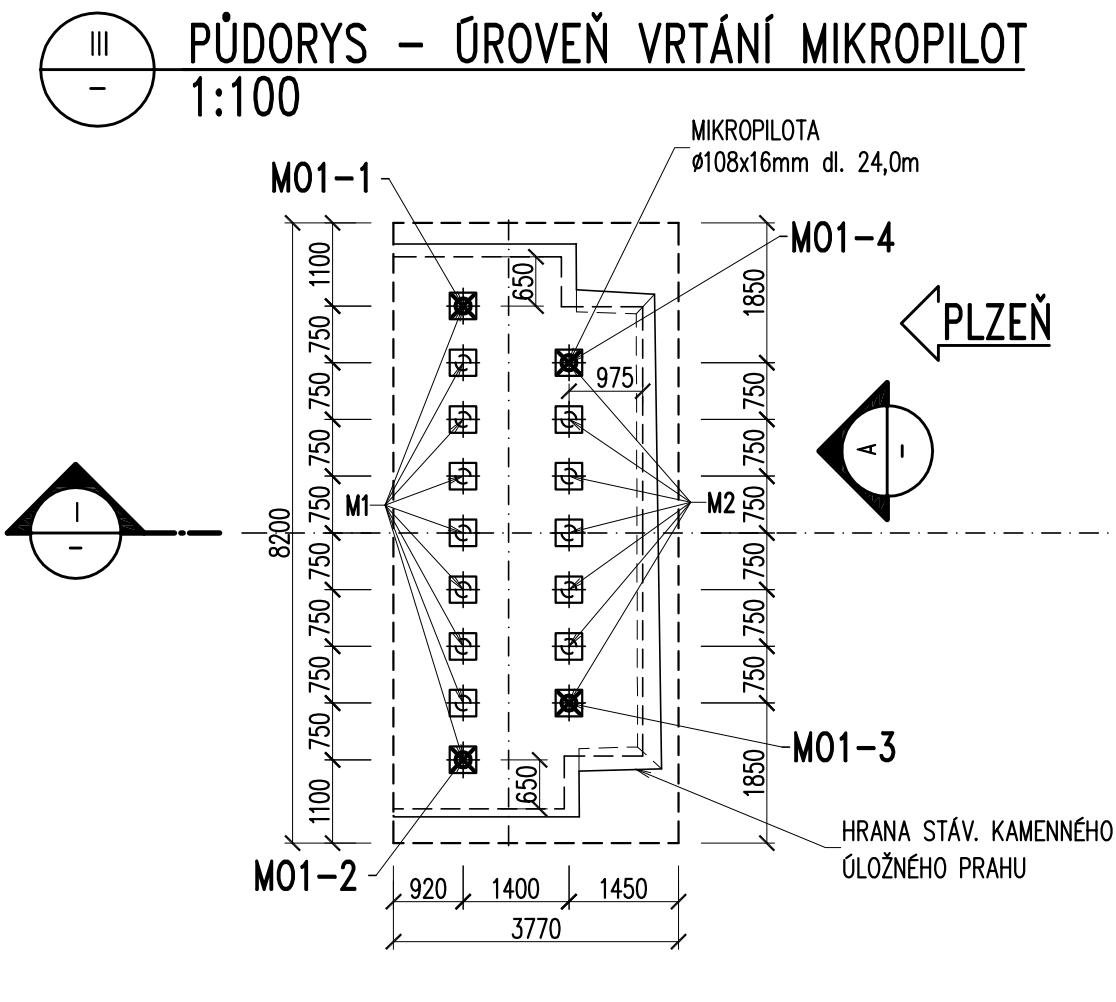 III
–
PŮDORYS – ÚROVEŇ VRTÁNÍ MIKROPILOT
1:100
MIKROPILOTA
ø108x16mm dl. 24,0m
M01-1
M01-4
1100
650
1850
750
PLZEŇ
750
975
750
750
750
A
–
750
M1
M2
750
750
I
–
8200
750
750
750
750
750
750
750
M01-3
1100
650
1850
HRANA STÁV. KAMENNÉHO
ÚLOŽNÉHO PRAHU
M01-2
920
1400
1450
3770